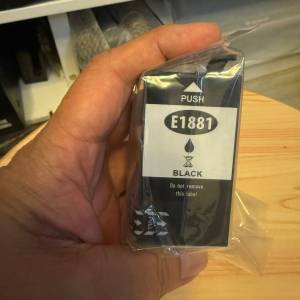 PUSH
E1881
BLACK
Do not remove
this label